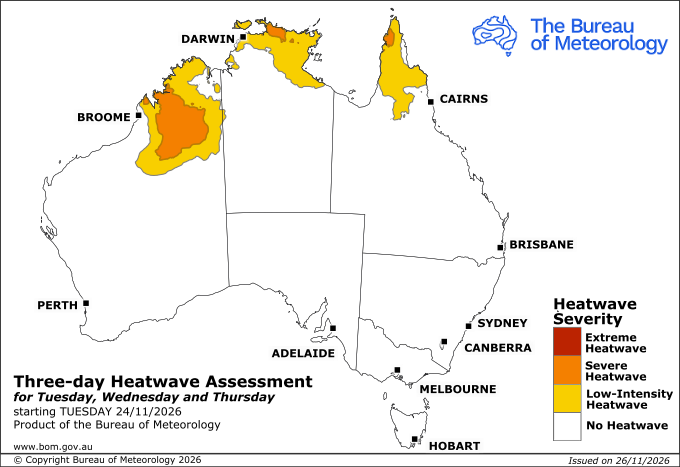 The Bureau
of Meteorology
DARWIN
CAIRNS
BROOME
BRISBANE
PERTH
SYDNEY
CANBERRA
ADELAIDE
MELBOURNE
HOBART
Heatwave
Severity
Extreme
Heatwave
Severe
Heatwave
Low-Intensity
Heatwave
No Heatwave
Three-day Heatwave Assessment
for Tuesday, Wednesday and Thursday
starting TUESDAY 24/11/2026
Product of the Bureau of Meteorology
www.bom.gov.au
© Copyright Bureau of Meteorology 2026
Issued on 26/11/2026